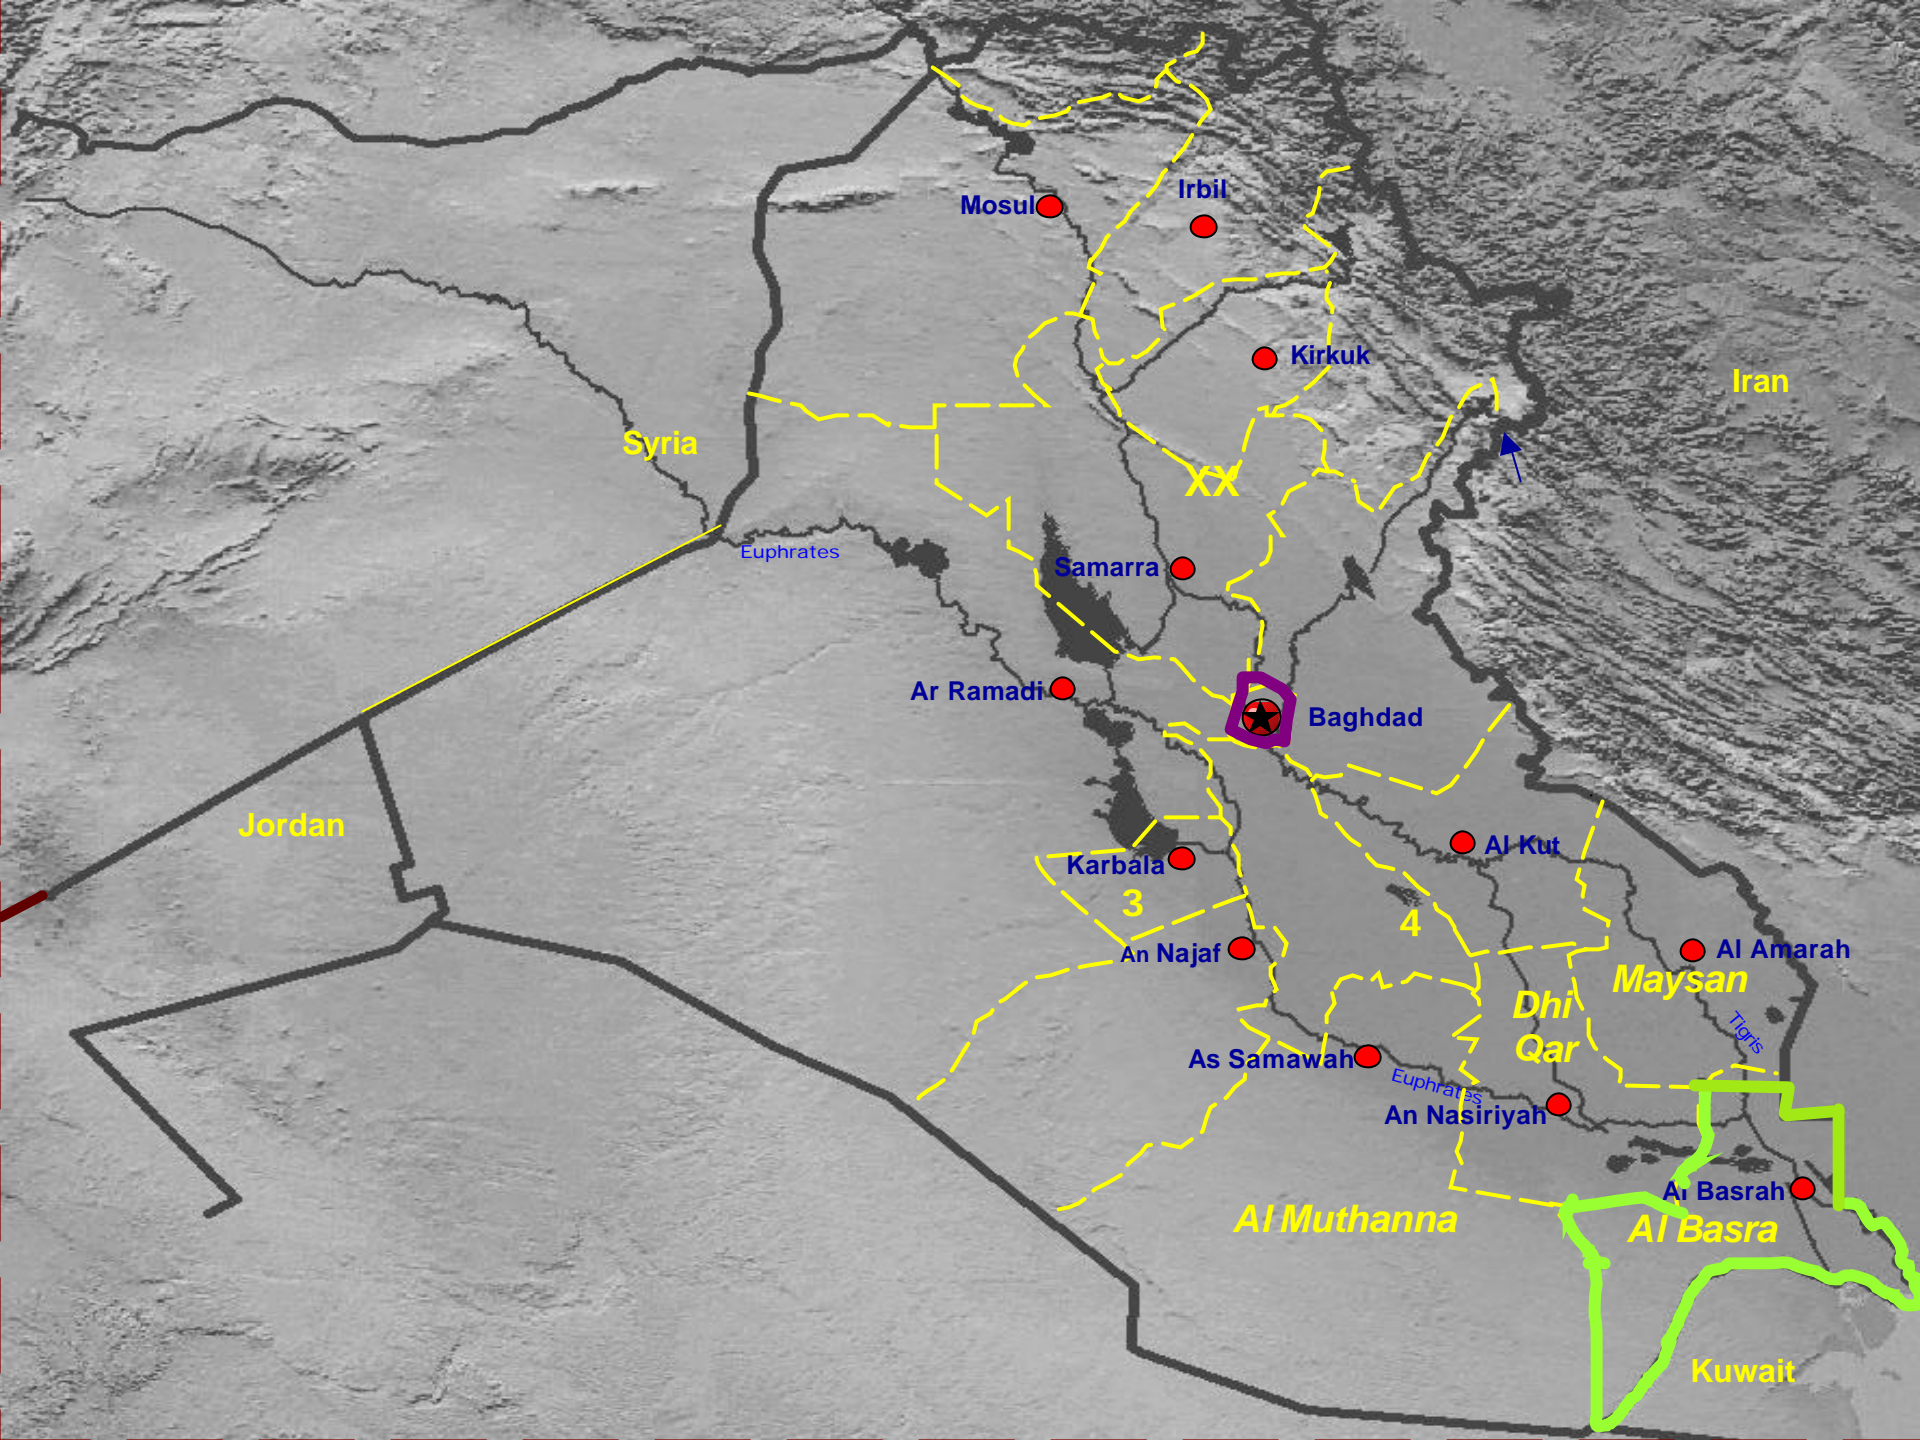 Irbil
Mosul
Kirkuk
Iran
Syria
XX
Euphrates
Samarra
Ar Ramadi
Baghdad
Jordan
Al Kut
Karbala
3
4
An Najaf
Al Amarah
Maysan
Dhi
Qar
Tigris
As Samawah
Euphrates
An Nasiriyah
Al Basrah
Al Muthanna
Al Basra
Kuwait